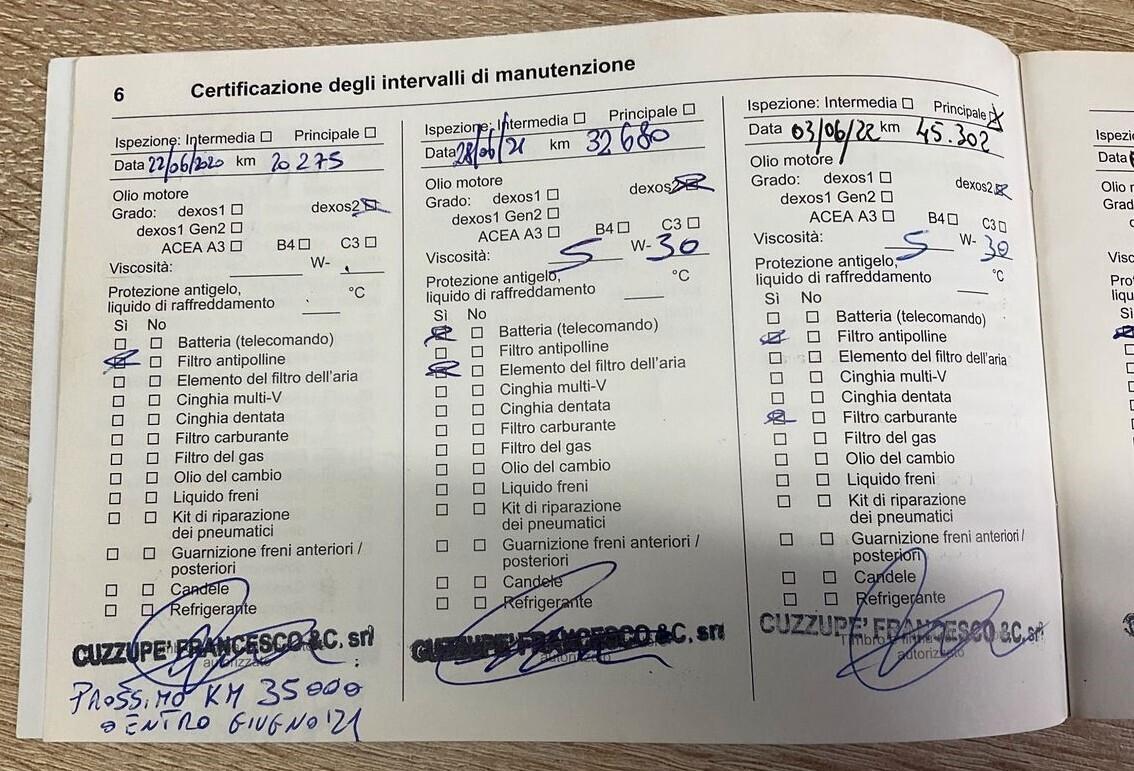 6 Certificazione degli intervalli di manutenzione
Ispezione: Intermedia ☐ Principale ☐
Data 22/06/2020 km 20 275
Olio motore
Grado: dexos1 ☐ dexos2 ☒
dexos1 Gen2 ☐
ACEA A3 ☐ B4 ☐ C3 ☐
Viscosità: W-
Protezione antigelo,
liquido di raffreddamento °C
Sì No
☐ ☐ Batteria (telecomando)
☒ ☐ Filtro antipolline
☐ ☐ Elemento del filtro dell'aria
☐ ☐ Cinghia multi-V
☐ ☐ Cinghia dentata
☐ ☐ Filtro carburante
☐ ☐ Filtro del gas
☐ ☐ Olio del cambio
☐ ☐ Liquido freni
☐ ☐ Kit di riparazione
dei pneumatici
☐ ☐ Guarnizione freni anteriori /
posteriori
☐ ☐ Candele
☐ ☐ Refrigerante
CUZZUPE' FRANCESCO &C. srl
autorizzato
PROSSIMO KM 35000
O ENTRO GIUGNO '21
Ispezione: Intermedia ☐ Principale ☐
Data 28/06/21 km 32680
Olio motore
Grado: dexos1 ☐ dexos2 ☒
dexos1 Gen2 ☐
ACEA A3 ☐ B4 ☐ C3 ☐
Viscosità: 5 W- 30
Protezione antigelo,
liquido di raffreddamento °C
Sì No
☒ ☐ Batteria (telecomando)
☐ ☐ Filtro antipolline
☒ ☐ Elemento del filtro dell'aria
☐ ☐ Cinghia multi-V
☐ ☐ Cinghia dentata
☐ ☐ Filtro carburante
☐ ☐ Filtro del gas
☐ ☐ Olio del cambio
☐ ☐ Liquido freni
☐ ☐ Kit di riparazione
dei pneumatici
☐ ☐ Guarnizione freni anteriori /
posteriori
☐ ☐ Candele
☐ ☐ Refrigerante
CUZZUPE' FRANCESCO &C. srl
autorizzato
Ispezione: Intermedia ☐ Principale ☒
Data 03/06/22 km 45.302
Olio motore
Grado: dexos1 ☐ dexos2 ☒
dexos1 Gen2 ☐
ACEA A3 ☐ B4 ☐ C3 ☐
Viscosità: 5 W- 30
Protezione antigelo,
liquido di raffreddamento °C
Sì No
☐ ☐ Batteria (telecomando)
☒ ☐ Filtro antipolline
☐ ☐ Elemento del filtro dell'aria
☐ ☐ Cinghia multi-V
☐ ☐ Cinghia dentata
☒ ☐ Filtro carburante
☐ ☐ Filtro del gas
☐ ☐ Olio del cambio
☐ ☐ Liquido freni
☐ ☐ Kit di riparazione
dei pneumatici
☐ ☐ Guarnizione freni anteriori /
posteriori
☐ ☐ Candele
☐ ☐ Refrigerante
CUZZUPE' FRANCESCO &C. srl
autorizzato
Data
Sì